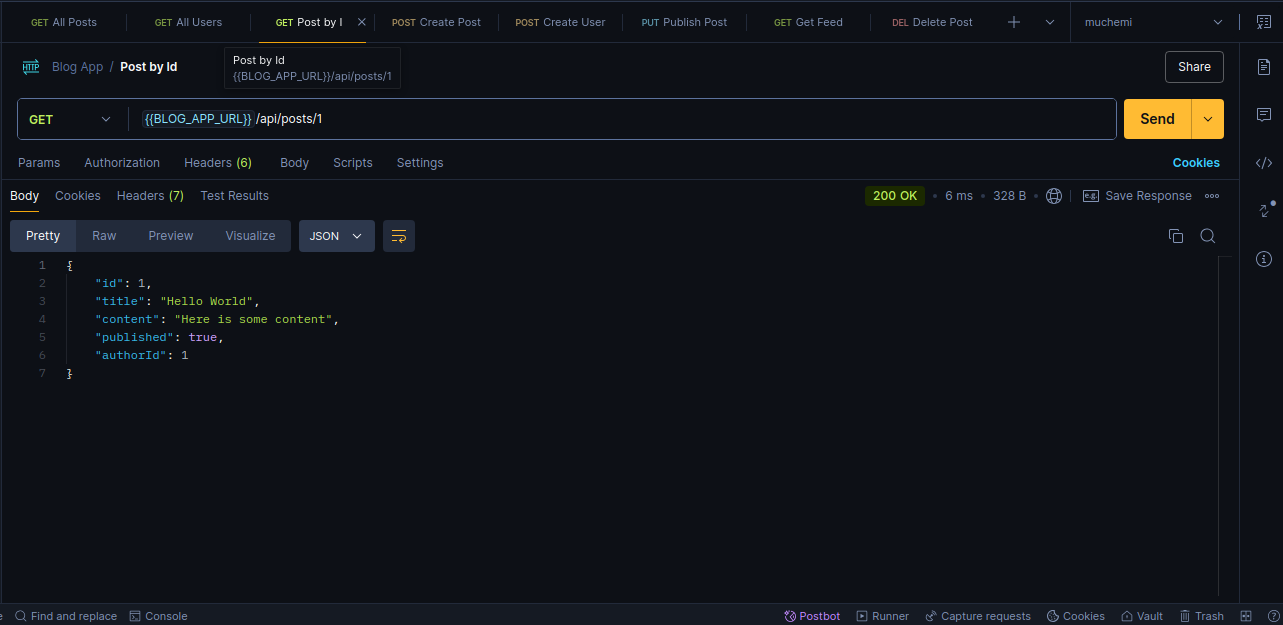 GET All Posts GET All Users GET Post by I POST Create Post POST Create User PUT Publish Post GET Get Feed DEL Delete Post muchemi
Post by Id
{{BLOG_APP_URL}}/api/posts/1
HTTP Blog App / Post by Id Share
GET {{BLOG_APP_URL}} /api/posts/1 Send
Params Authorization Headers (6) Body Scripts Settings Cookies
Body Cookies Headers (7) Test Results 200 OK • 6 ms • 328 B • e.g. Save Response
Pretty Raw Preview Visualize JSON
1 {
2 "id": 1,
3 "title": "Hello World",
4 "content": "Here is some content",
5 "published": true,
6 "authorId": 1
7 }
Find and replace Console Postbot Runner Capture requests Cookies Vault Trash